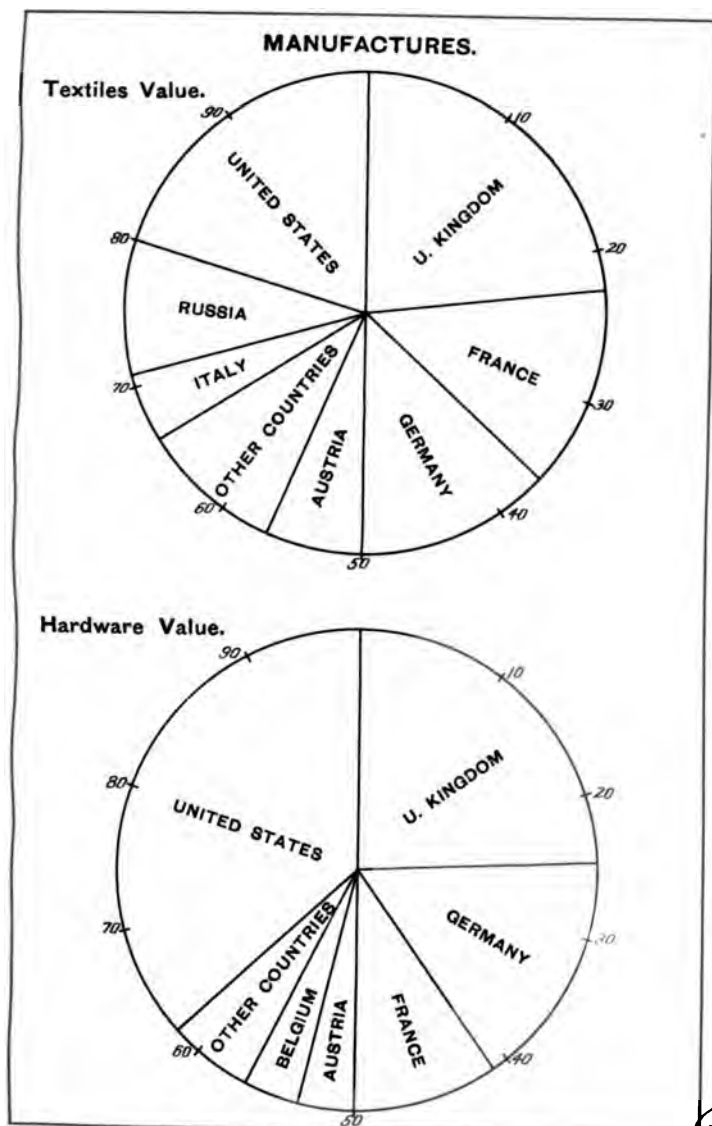 MANUFACTURES.
Textiles Value.
90
10
UNITED STATES
U. KINGDOM
80
20
RUSSIA
FRANCE
ITALY
70
30
OTHER COUNTRIES
GERMANY
AUSTRIA
60
40
50
Hardware Value.
90
10
U. KINGDOM
80
20
UNITED STATES
GERMANY
70
30
OTHER COUNTRIES
BELGIUM
AUSTRIA
FRANCE
60
40
50